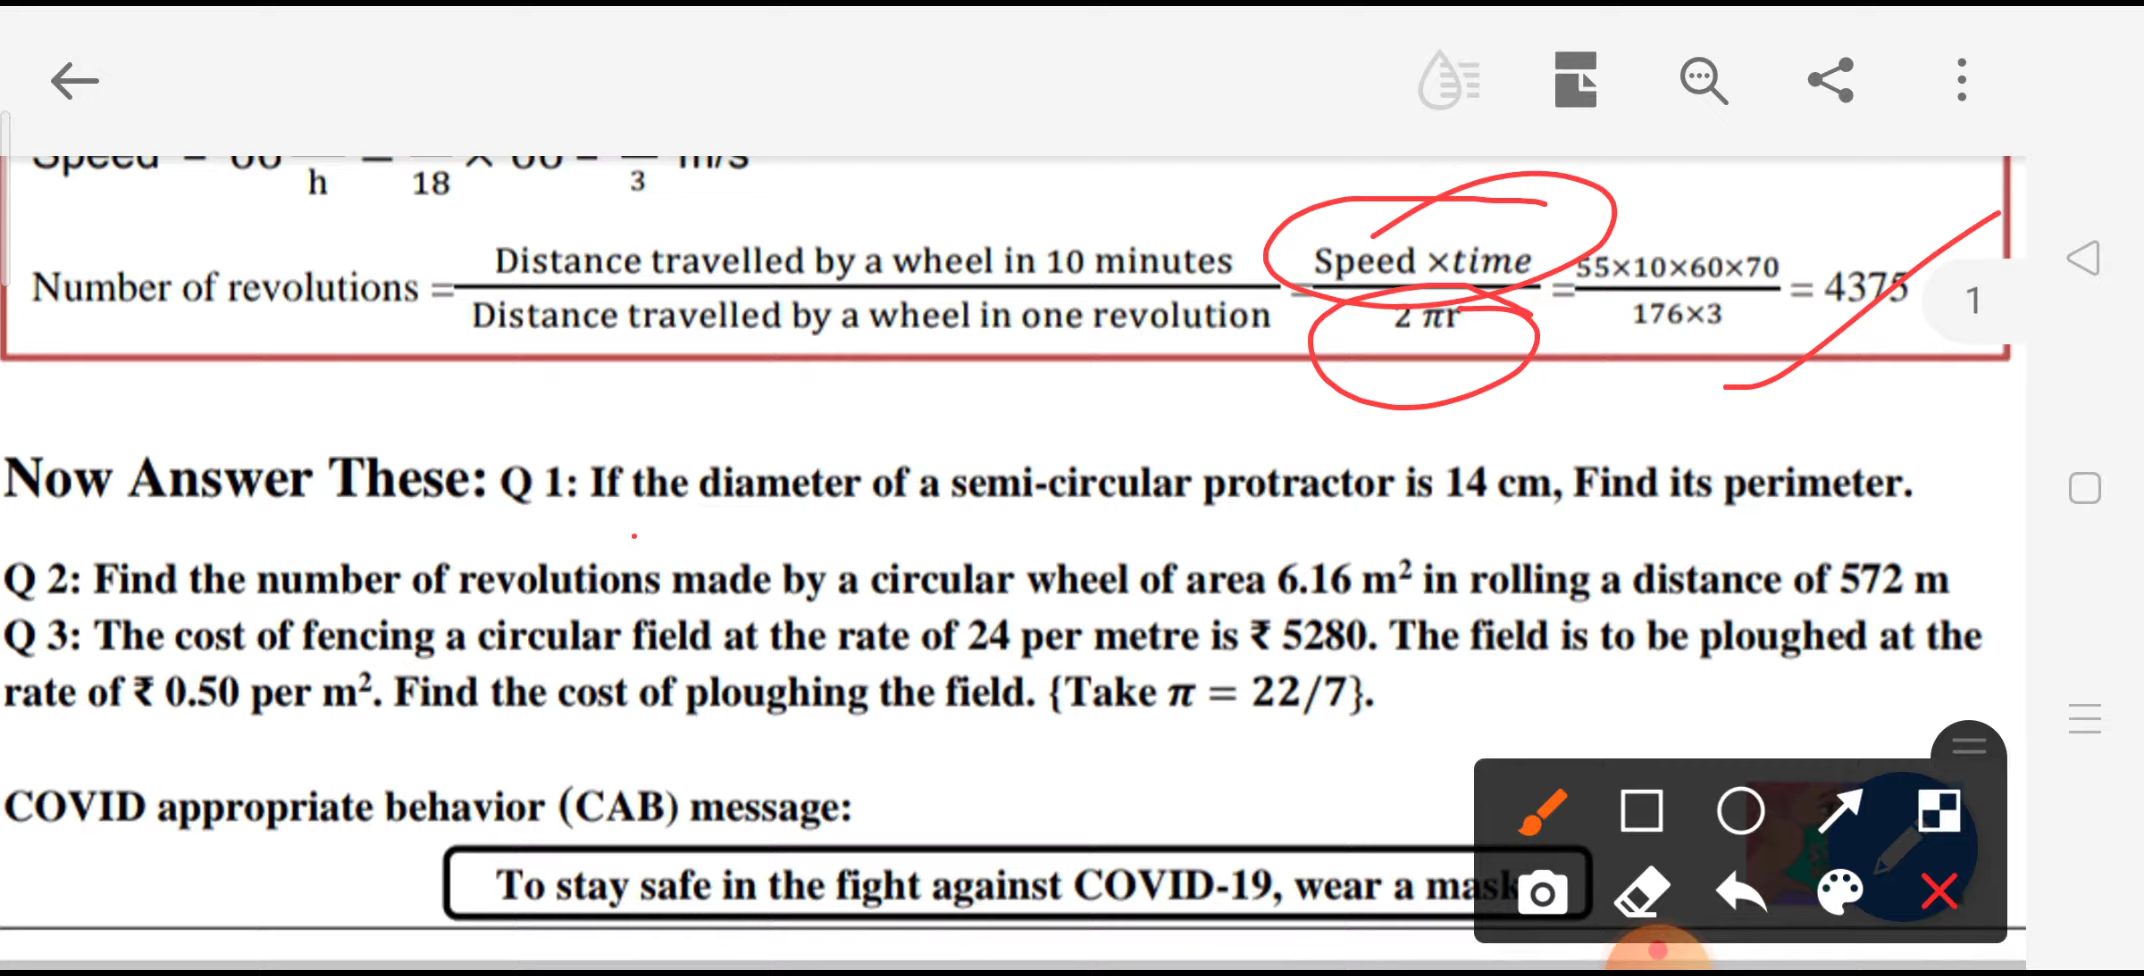 Speed =
h 18 3 m/s
Number of revolutions = Distance travelled by a wheel in 10 minutes / Distance travelled by a wheel in one revolution = Speed ×time / 2 πr = 55×10×60×70 / 176×3 = 4375
1
Now Answer These: Q 1: If the diameter of a semi-circular protractor is 14 cm, Find its perimeter.
Q 2: Find the number of revolutions made by a circular wheel of area 6.16 m² in rolling a distance of 572 m
Q 3: The cost of fencing a circular field at the rate of 24 per metre is ₹ 5280. The field is to be ploughed at the
rate of ₹ 0.50 per m². Find the cost of ploughing the field. {Take π = 22/7}.
COVID appropriate behavior (CAB) message:
To stay safe in the fight against COVID-19, wear a mask